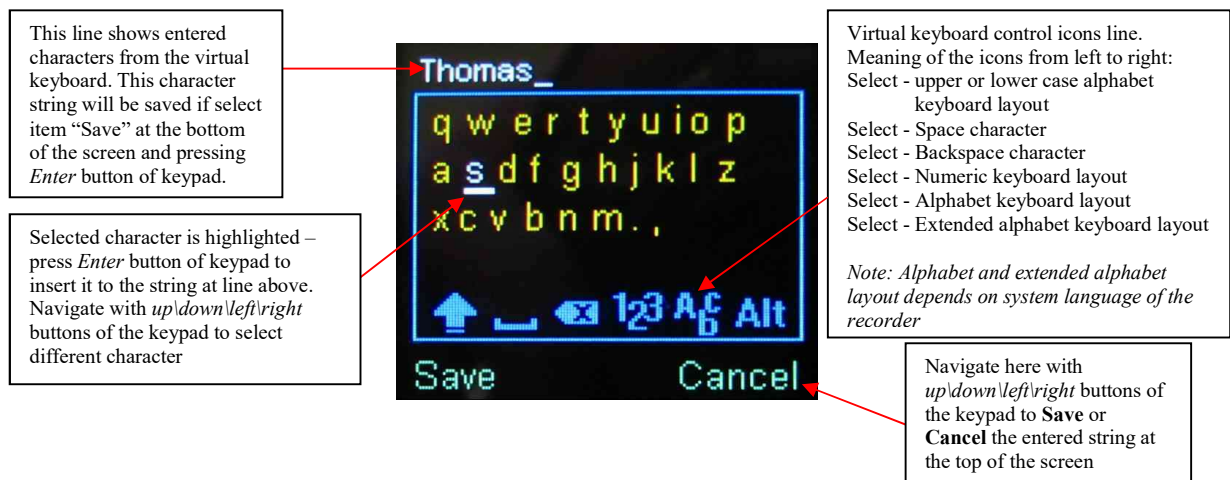 This line shows entered
characters from the virtual
keyboard. This character
string will be saved if select
item “Save” at the bottom
of the screen and pressing
Enter button of keypad.
Selected character is highlighted –
press Enter button of keypad to
insert it to the string at line above.
Navigate with up\down\left\right
buttons of the keypad to select
different character
Thomas_
q w e r t y u i o p
a s d f g h j k l z
x c v b n m . ,
123 Abc Alt
Save Cancel
Virtual keyboard control icons line.
Meaning of the icons from left to right:
Select - upper or lower case alphabet
keyboard layout
Select - Space character
Select - Backspace character
Select - Numeric keyboard layout
Select - Alphabet keyboard layout
Select - Extended alphabet keyboard layout
Note: Alphabet and extended alphabet
layout depends on system language of the
recorder
Navigate here with
up\down\left\right buttons of
the keypad to Save or
Cancel the entered string at
the top of the screen